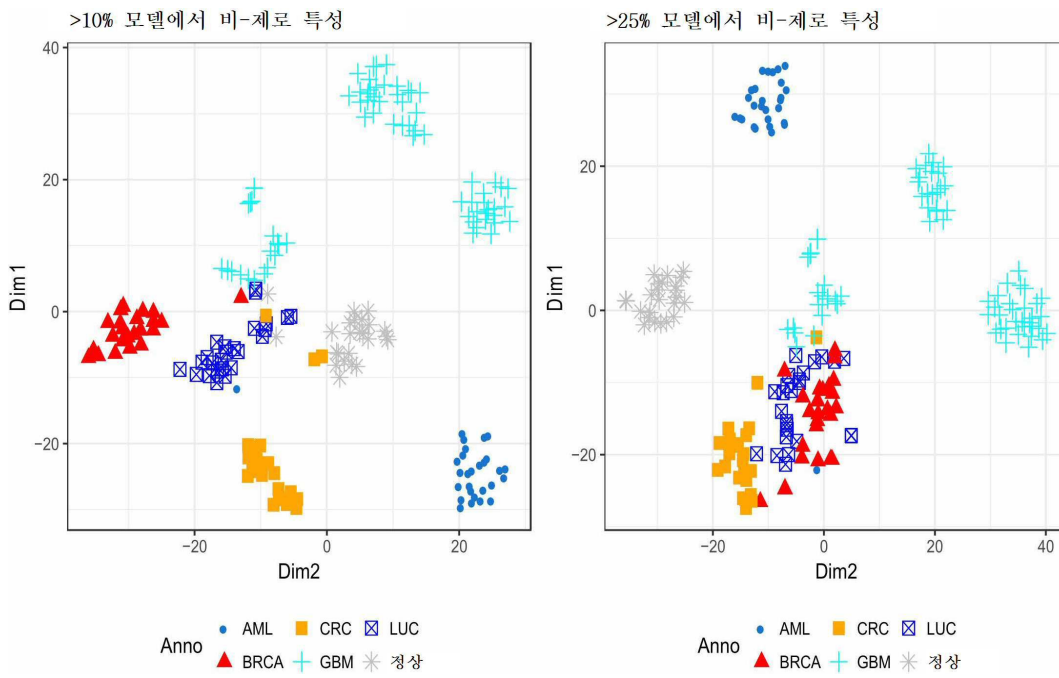 >10% 모델에서 비-제로 특성
40
20
0
−20
Dim1
−20
0
20
Dim2
Anno
AML
CRC
LUC
BRCA
GBM
정상
>25% 모델에서 비-제로 특성
20
0
−20
Dim1
−20
0
20
40
Dim2
Anno
AML
CRC
LUC
BRCA
GBM
정상